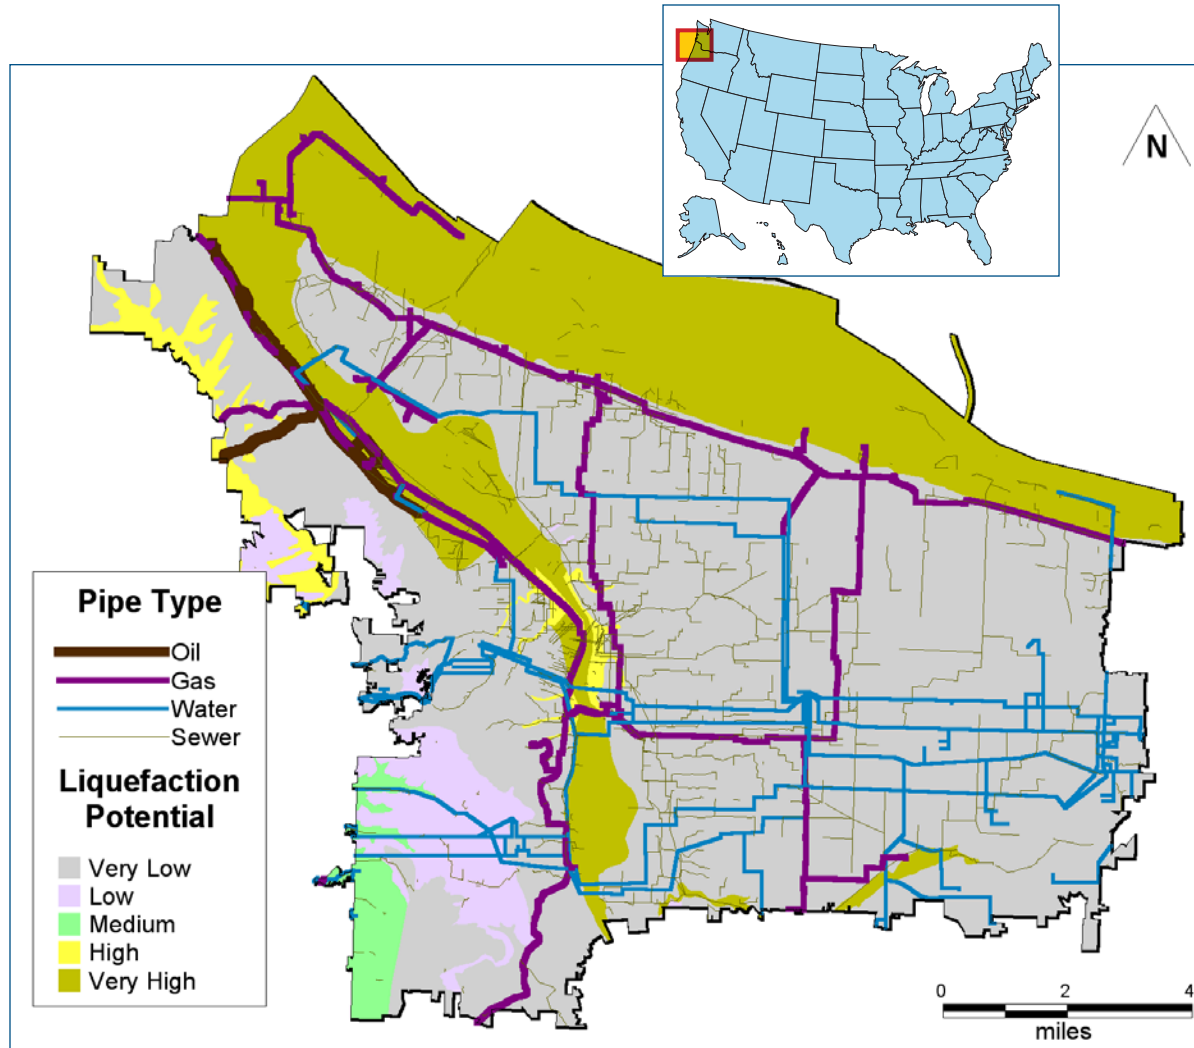 N
Pipe Type
Oil
Gas
Water
Sewer
Liquefaction
Potential
Very Low
Low
Medium
High
Very High
0 2 4
miles